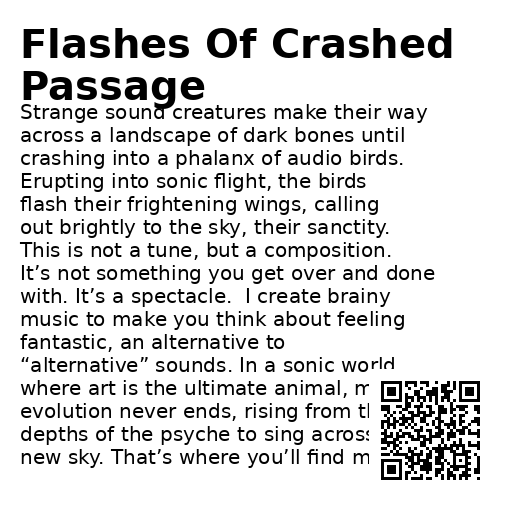 Flashes Of Crashed
Passage
Strange sound creatures make their way
across a landscape of dark bones until
crashing into a phalanx of audio birds.
Erupting into sonic flight, the birds
flash their frightening wings, calling
out brightly to the sky, their sanctity.
This is not a tune, but a composition.
It’s not something you get over and done
with. It’s a spectacle.  I create brainy
music to make you think about feeling
fantastic, an alternative to
“alternative” sounds. In a sonic world
where art is the ultimate animal,
evolution never ends, rising from
depths of the psyche to sing across
new sky. That’s where you’ll find